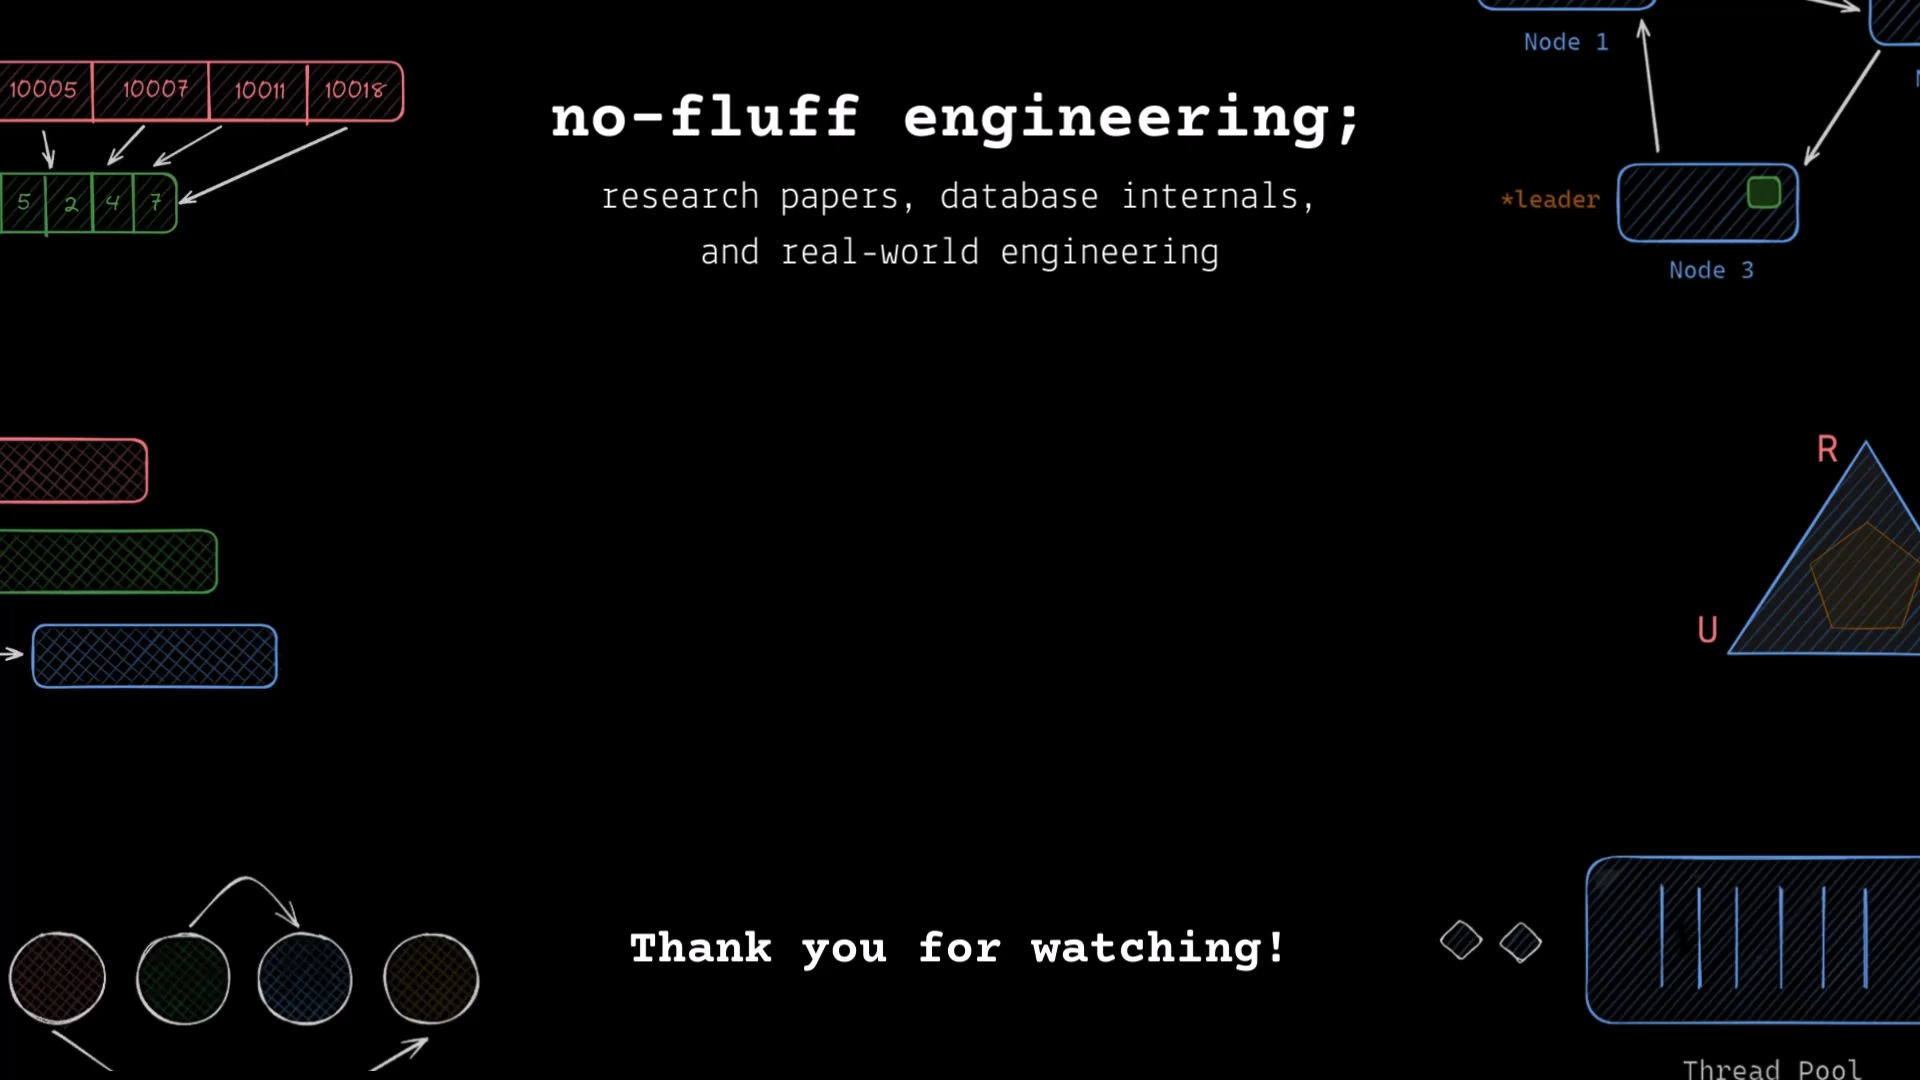 no-fluff engineering;
research papers, database internals,
and real-world engineering
10005 10007 10011 10018
5 2 4 7
Node 1
*leader
Node 3
R
U
Thank you for watching!
Thread Pool